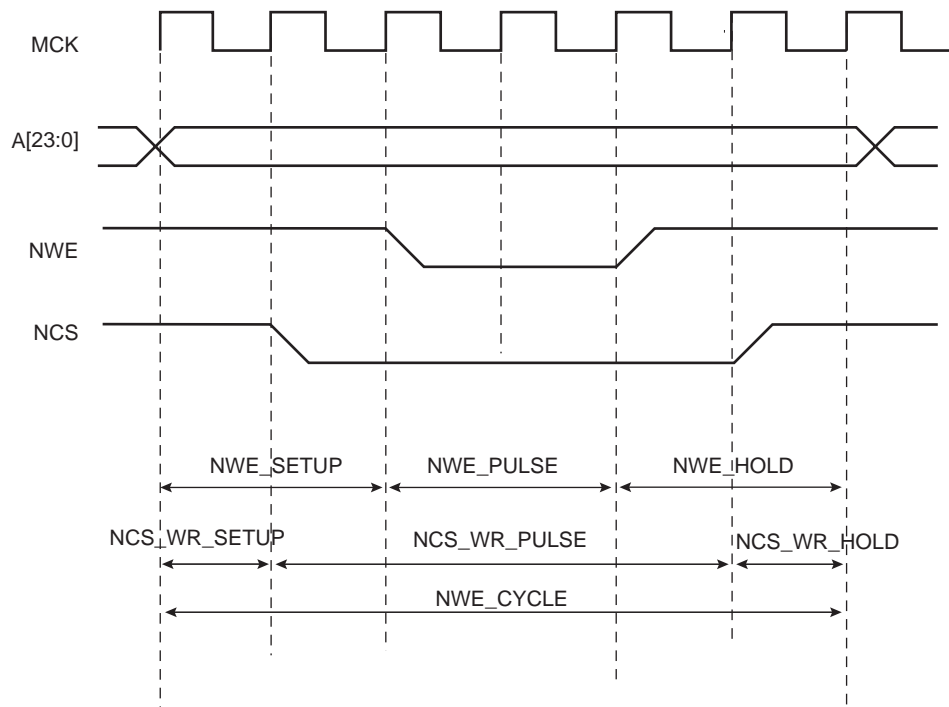 MCK
A[23:0]
NWE
NCS
NWE_SETUP NWE_PULSE NWE_HOLD
NCS_WR_SETUP NCS_WR_PULSE NCS_WR_HOLD
NWE_CYCLE